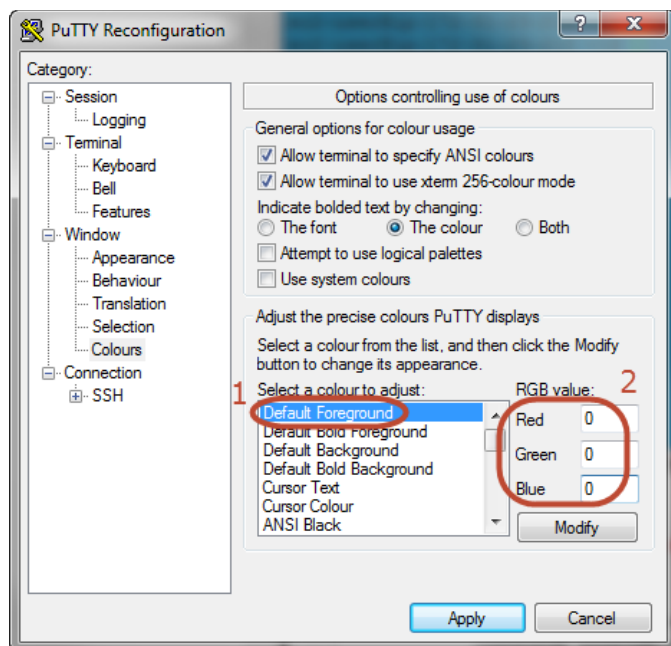 PuTTY Reconfiguration
Category:
Session
Logging
Terminal
Keyboard
Bell
Features
Window
Appearance
Behaviour
Translation
Selection
Colours
Connection
SSH
Options controlling use of colours
General options for colour usage
Allow terminal to specify ANSI colours
Allow terminal to use xterm 256-colour mode
Indicate bolded text by changing:
The font The colour Both
Attempt to use logical palettes
Use system colours
Adjust the precise colours PuTTY displays
Select a colour from the list, and then click the Modify
button to change its appearance.
1
Select a colour to adjust:
Default Foreground
Default Bold Foreground
Default Background
Default Bold Background
Cursor Text
Cursor Colour
ANSI Black
RGB value: 2
Red 0
Green 0
Blue 0
Modify
Apply Cancel